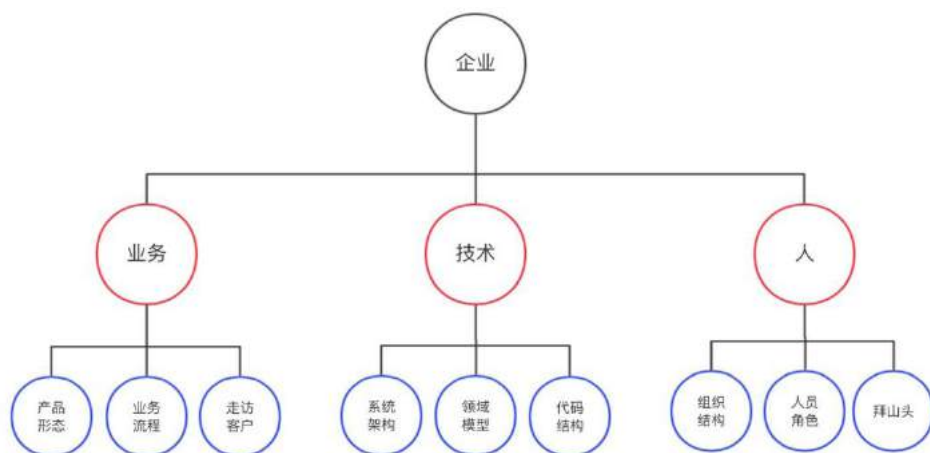 企业
业务
技术
人
产品
形态
业务
流程
走访
客户
系统
架构
领域
模型
代码
结构
组织
结构
人员
角色
拜山头